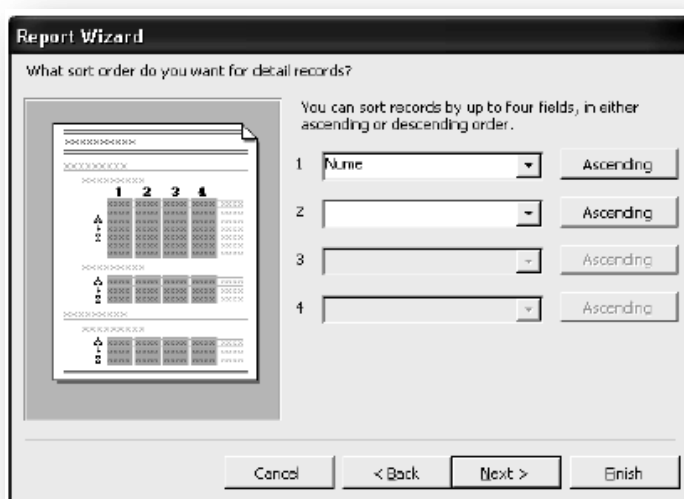 Report Wizard
What sort order do you want for detail records?
You can sort records by up to four fields, in either
ascending or descending order.
1 Nume Ascending
2 Ascending
3 Ascending
4 Ascending
1 2 3 4
Cancel < Back Next > Finish